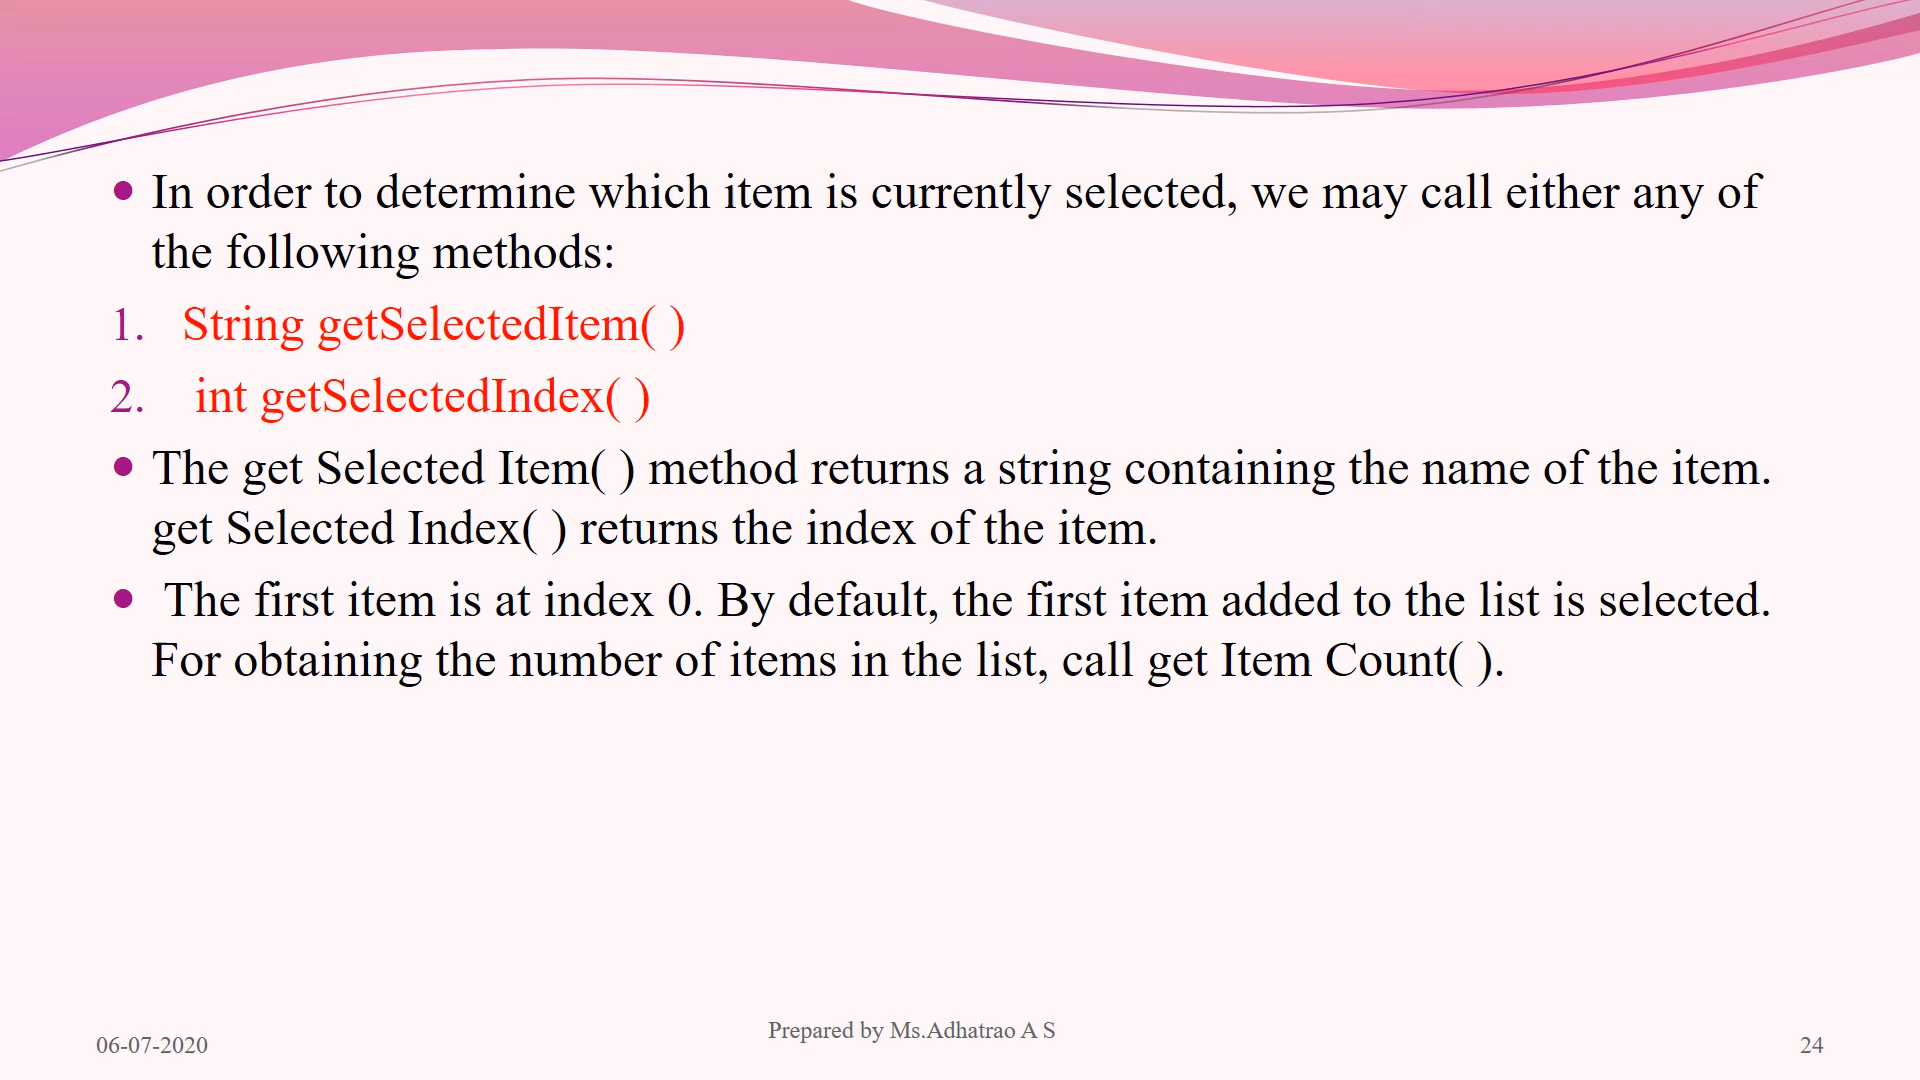 • In order to determine which item is currently selected, we may call either any of
the following methods:
1. String getSelectedItem( )
2. int getSelectedIndex( )
• The get Selected Item( ) method returns a string containing the name of the item.
get Selected Index( ) returns the index of the item.
• The first item is at index 0. By default, the first item added to the list is selected.
For obtaining the number of items in the list, call get Item Count( ).
06-07-2020
Prepared by Ms.Adhatrao A S
24